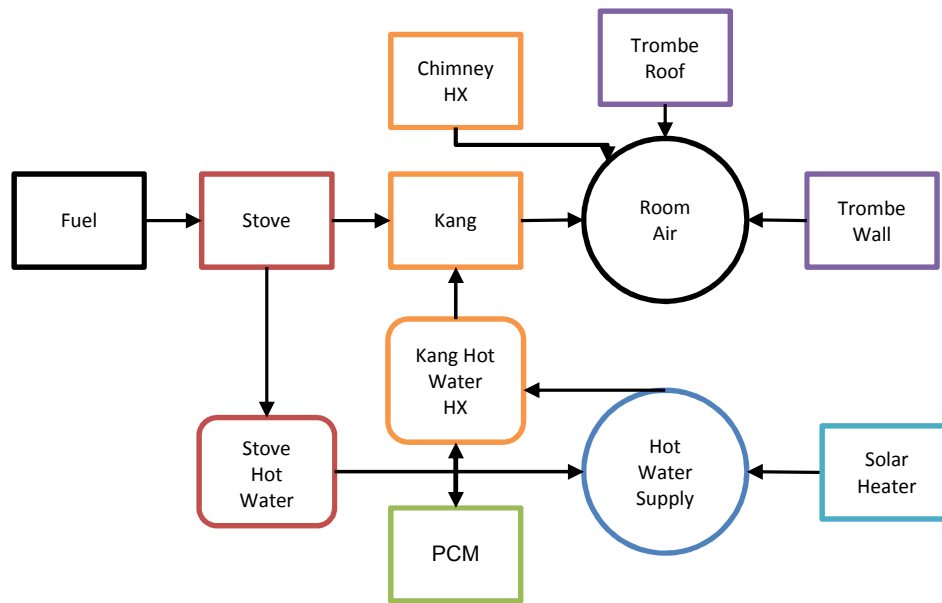 Trombe
Roof
Chimney
HX
Fuel
Stove
Kang
Room
Air
Trombe
Wall
Kang Hot
Water
HX
Stove
Hot
Water
Hot
Water
Supply
Solar
Heater
PCM